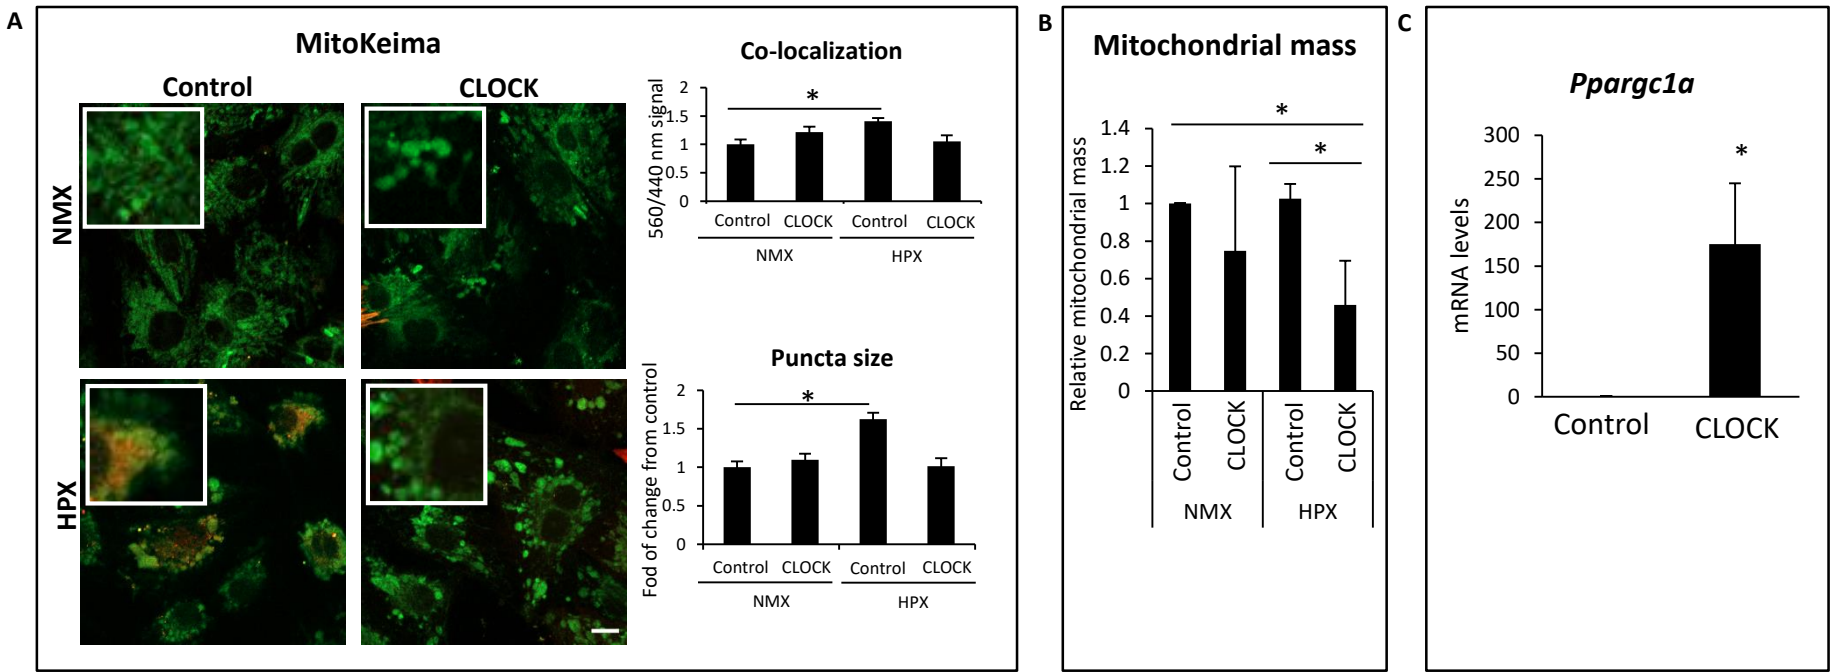 A
MitoKeima
Control
CLOCK
NMX
HPX
Co-localization
560/440 nm signal
2
1.5
1
0.5
0
*
Control
CLOCK
Control
CLOCK
NMX
HPX
Puncta size
Fod of change from control
2
1.5
1
0.5
0
*
Control
CLOCK
Control
CLOCK
NMX
HPX
B
Mitochondrial mass
Relative mitochondrial mass
1.4
1.2
1
0.8
0.6
0.4
0.2
0
*
*
Control
CLOCK
Control
CLOCK
NMX
HPX
C
Ppargc1a
mRNA levels
300
250
200
150
100
50
0
*
Control
CLOCK